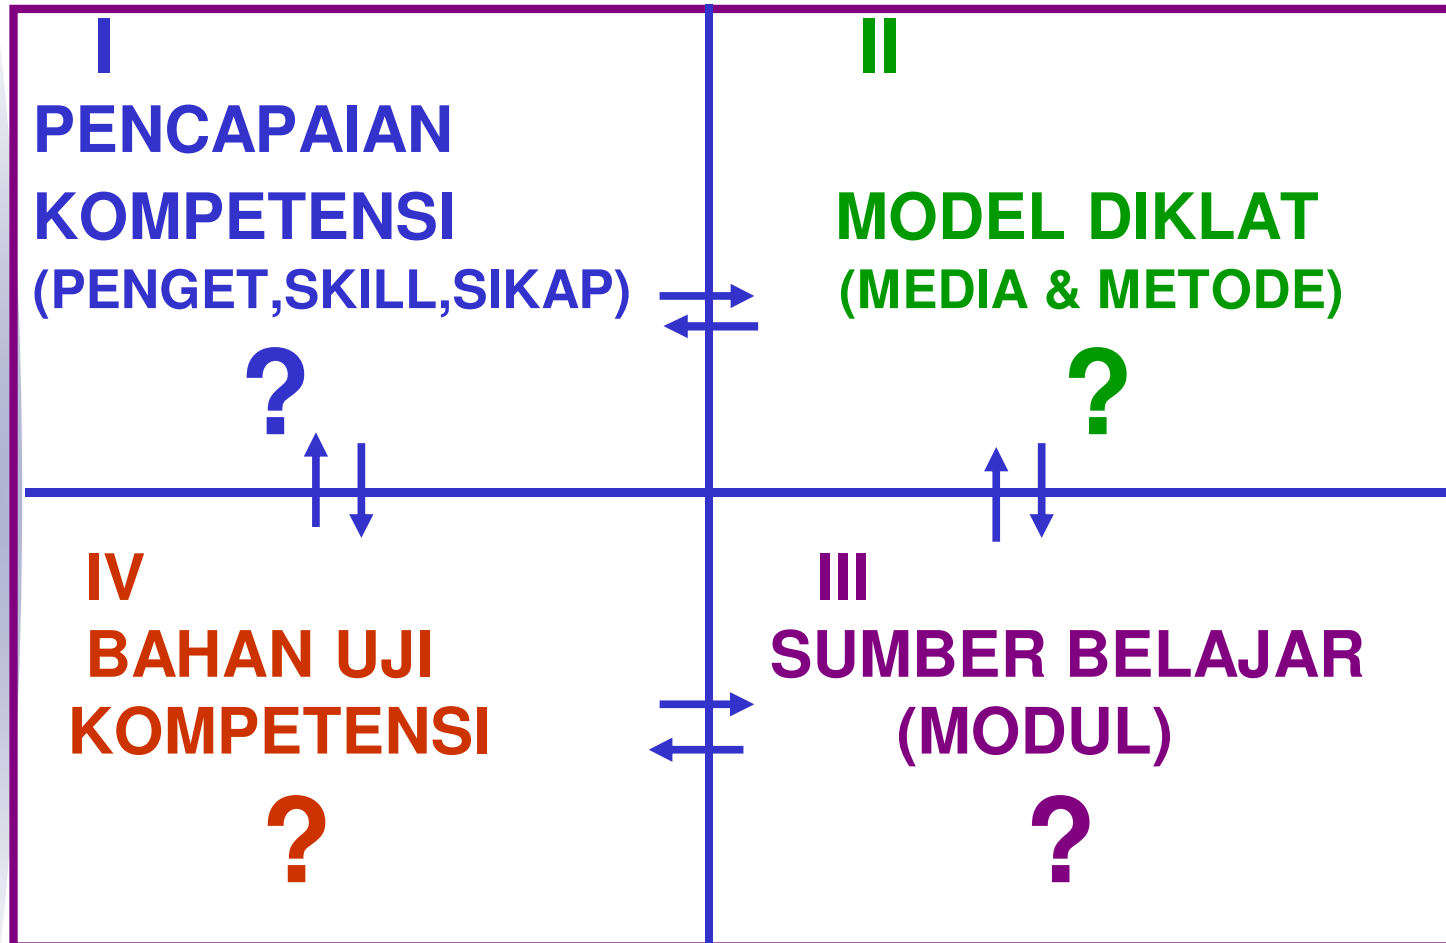 I
PENCAPAIAN
KOMPETENSI
(PENGET,SKILL,SIKAP)
?
II
MODEL DIKLAT
(MEDIA & METODE)
?
IV
BAHAN UJI
KOMPETENSI
?
III
SUMBER BELAJAR
(MODUL)
?